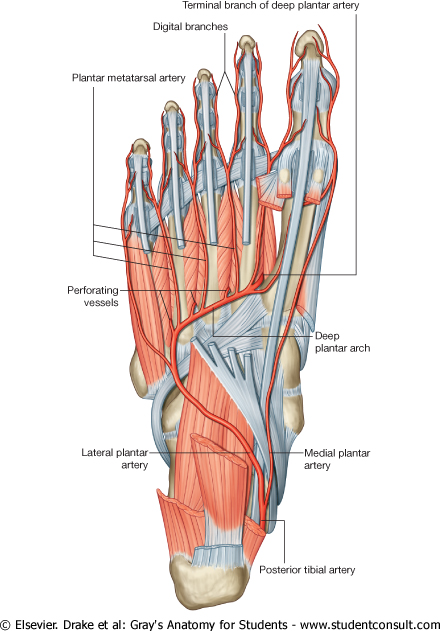 Terminal branch of deep plantar artery
Digital branches
Plantar metatarsal artery
Perforating
vessels
Deep
plantar arch
Lateral plantar
artery
Medial plantar
artery
Posterior tibial artery
© Elsevier. Drake et al: Gray's Anatomy for Students - www.studentconsult.com